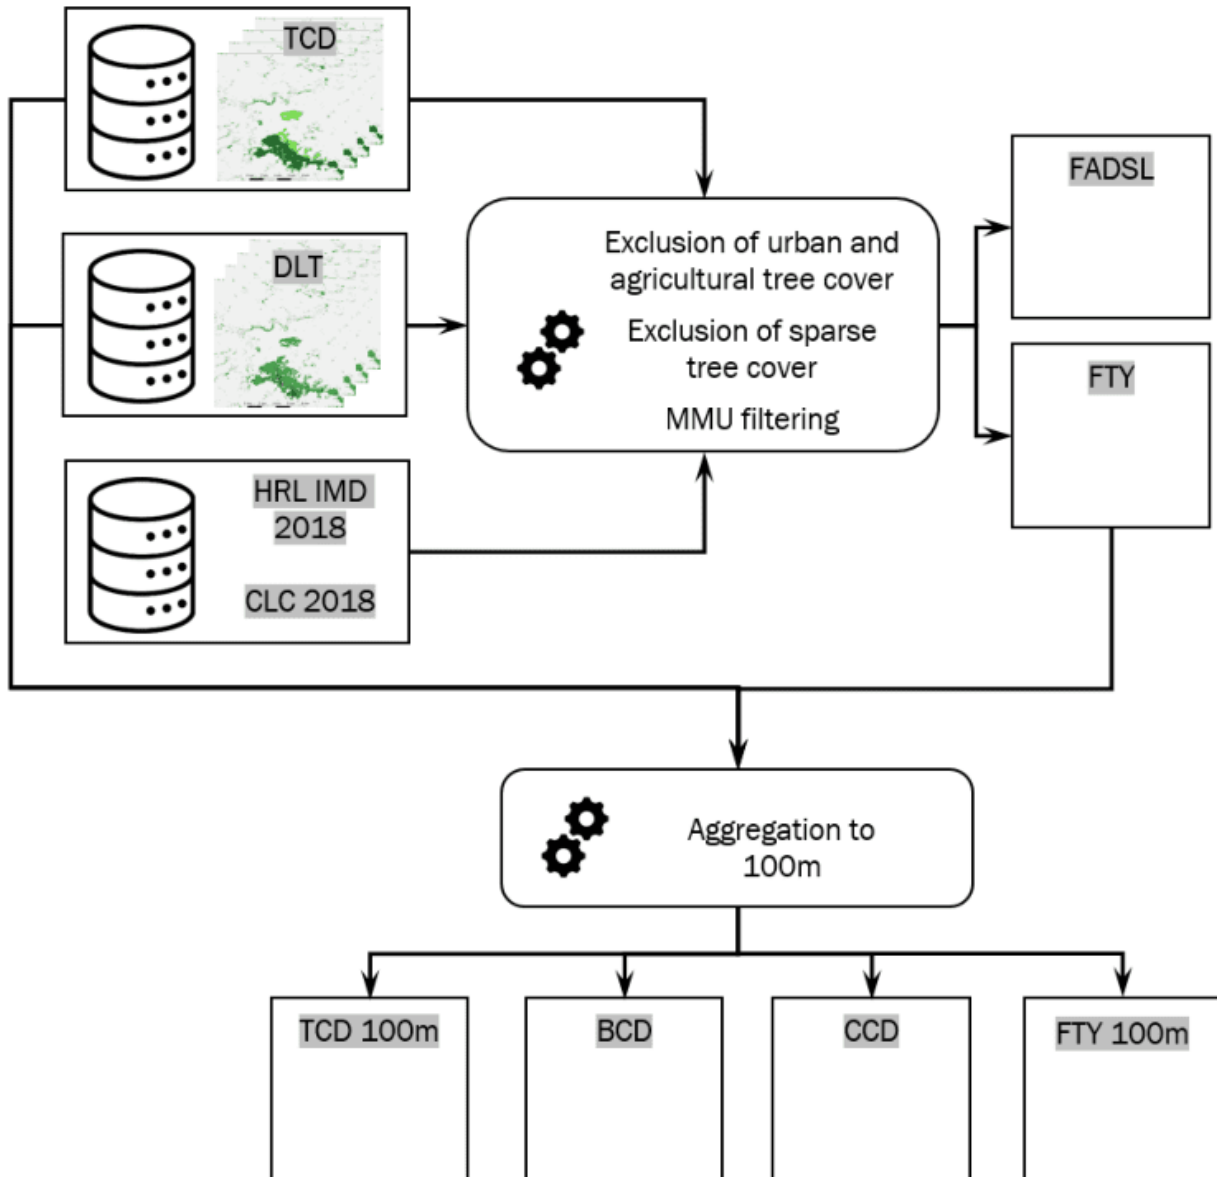 TCD
DLT
HRL IMD
2018
CLC 2018
Exclusion of urban and
agricultural tree cover
Exclusion of sparse
tree cover
MMU filtering
FADSL
FTY
Aggregation to
100m
TCD 100m
BCD
CCD
FTY 100m